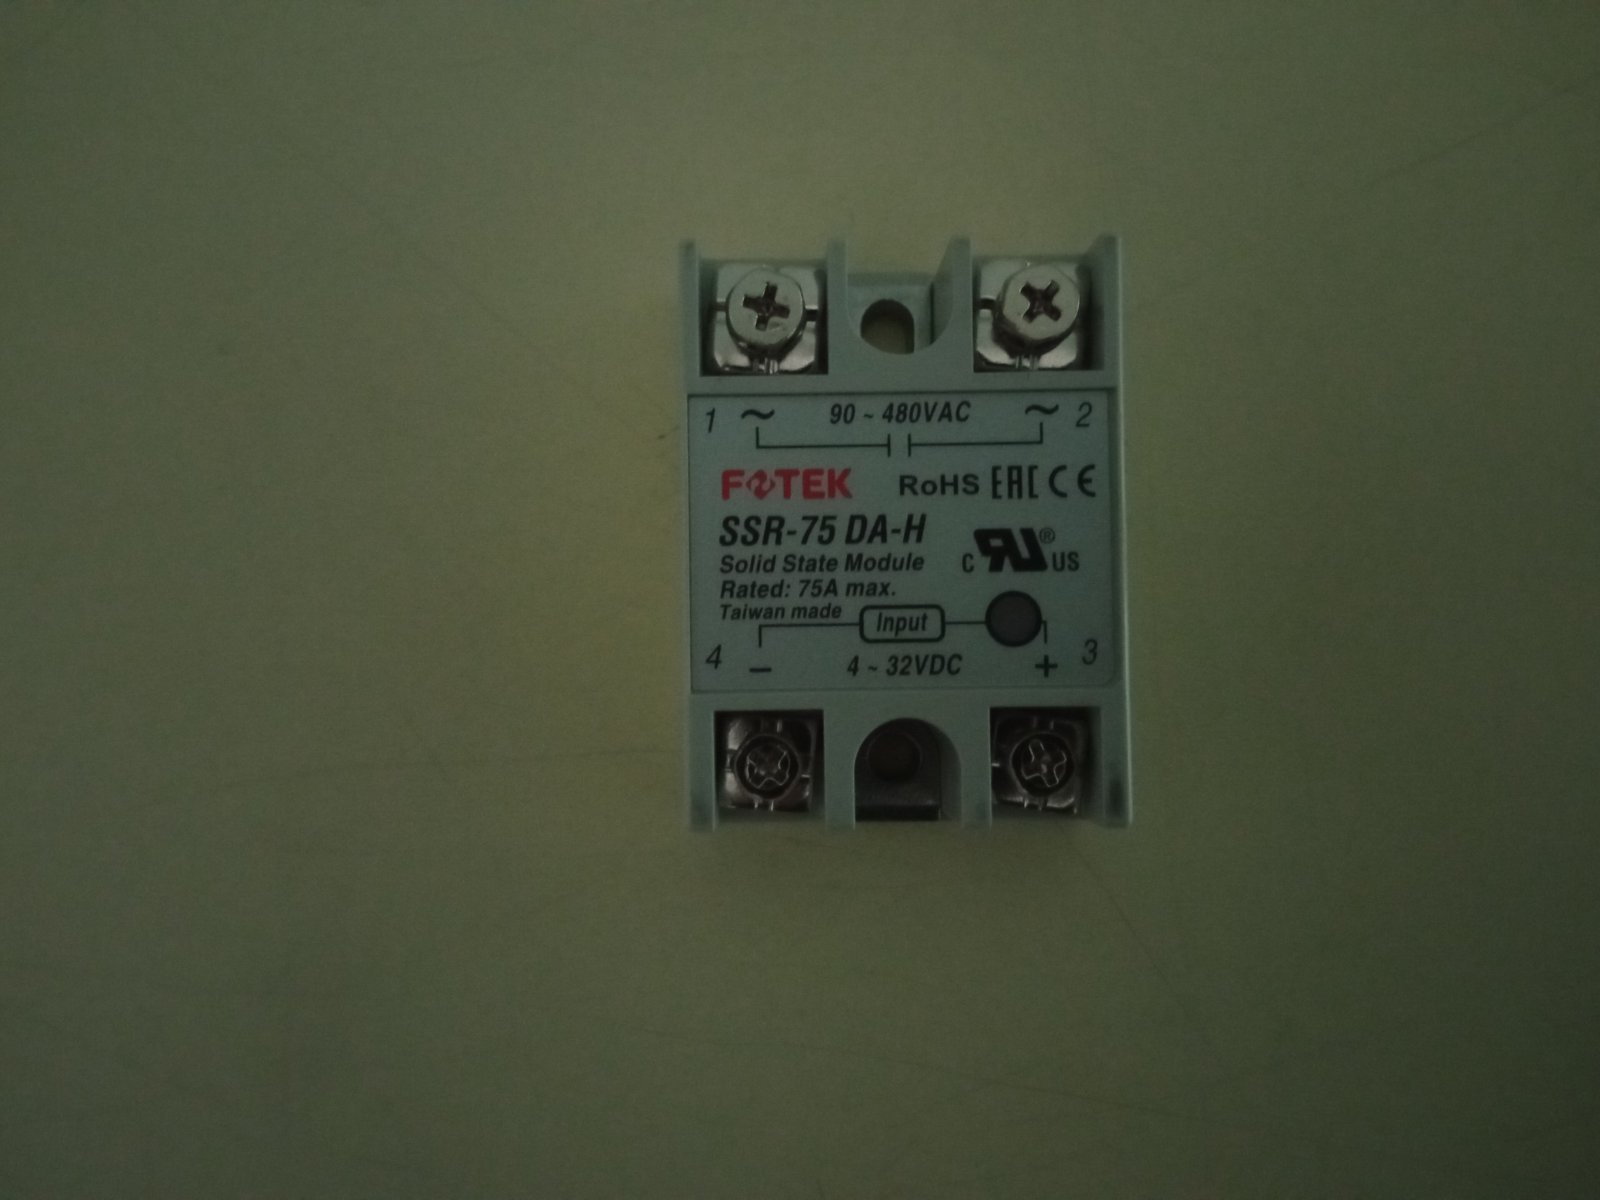 1 ~ 90 ~ 480VAC ~ 2
FOTEK RoHS EAC CE
SSR-75 DA-H
Solid State Module
c RU® US
Rated: 75A max.
Taiwan made
Input
4 − 4 ~ 32VDC + 3